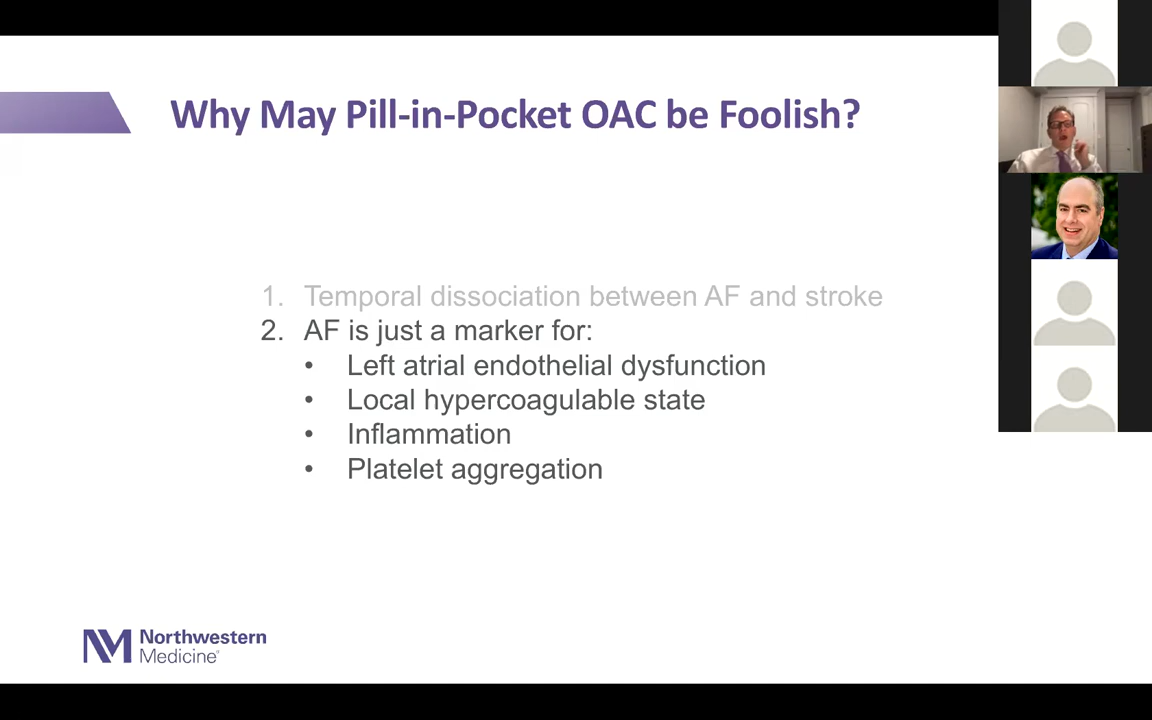 Why May Pill-in-Pocket OAC be Foolish?
1. Temporal dissociation between AF and stroke
2. AF is just a marker for:
• Left atrial endothelial dysfunction
• Local hypercoagulable state
• Inflammation
• Platelet aggregation
NM Northwestern
Medicine®